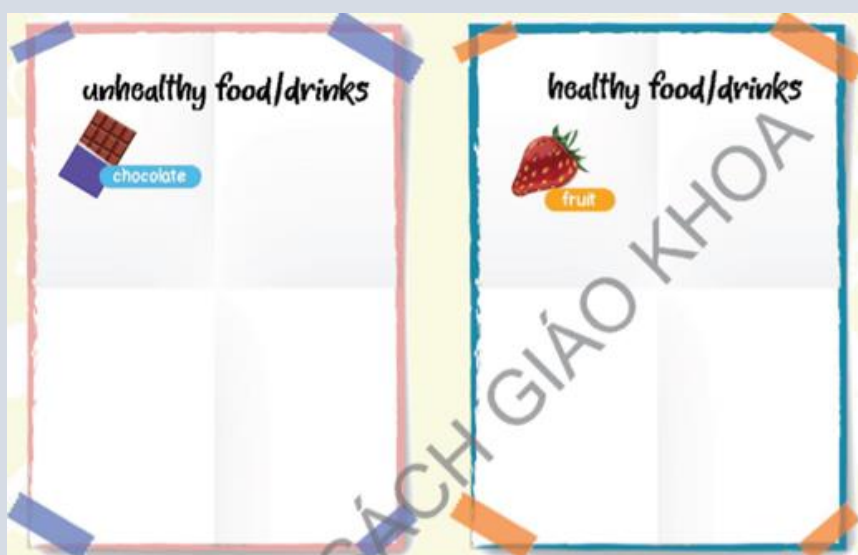 unhealthy food/drinks
chocolate
healthy food/drinks
fruit
SÁCH GIÁO KHOA